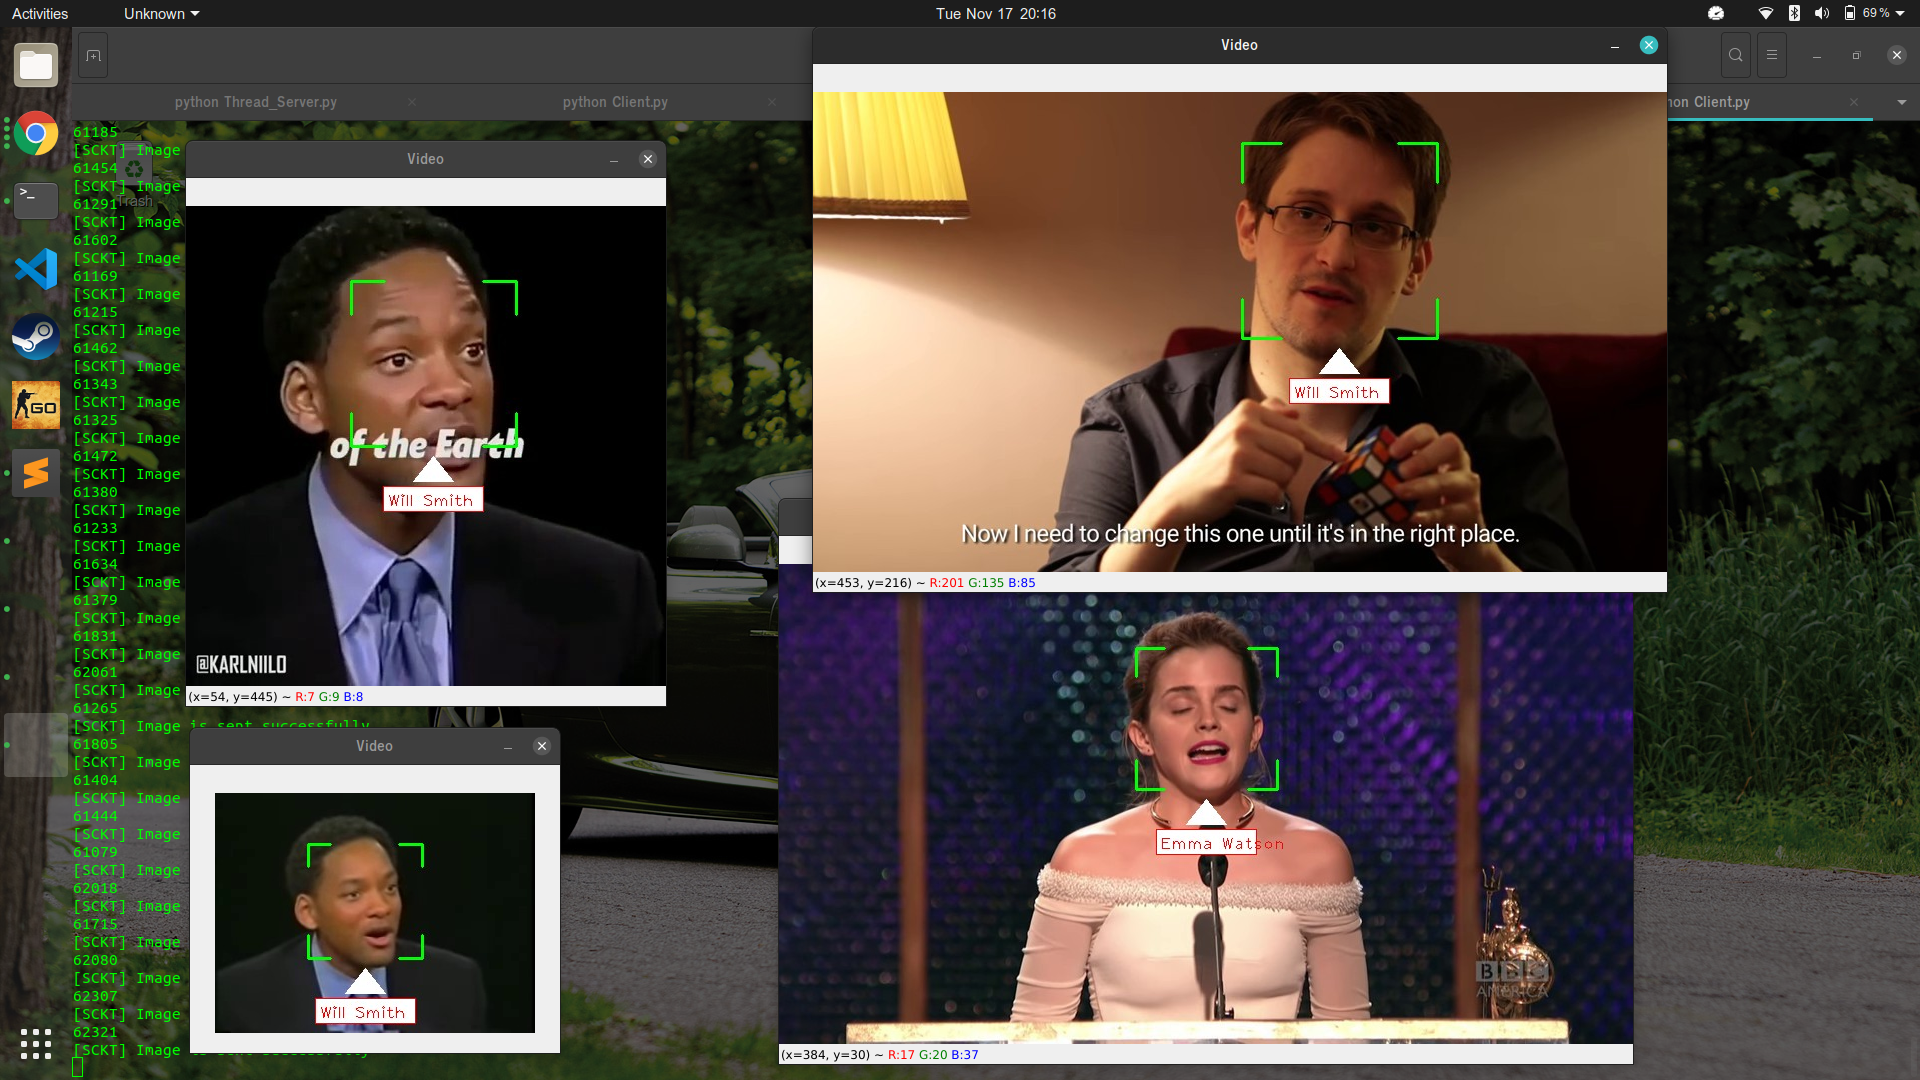 Activities
Unknown
Tue Nov 17 20:16
69 %
python Thread_Server.py
python Client.py
on Client.py
Video
Now I need to change this one until it's in the right place.
Will Smith
(x=453, y=216) ~ R:201 G:135 B:85
Video
of the Earth
Will Smith
@KARLNIILO
(x=54, y=445) ~ R:7 G:9 B:8
Video
Will Smith
Emma Watson
BBC
AMERICA
(x=384, y=30) ~ R:17 G:20 B:37
Trash
GO
61185
[SCKT] Image
61454
[SCKT] Image
61291
[SCKT] Image
61602
[SCKT] Image
61169
[SCKT] Image
61215
[SCKT] Image
61462
[SCKT] Image
61343
[SCKT] Image
61325
[SCKT] Image
61472
[SCKT] Image
61380
[SCKT] Image
61233
[SCKT] Image
61634
[SCKT] Image
61379
[SCKT] Image
61831
[SCKT] Image
62061
[SCKT] Image
61265
[SCKT] Image is sent successfully
61805
[SCKT] Image
61404
[SCKT] Image
61444
[SCKT] Image
61079
[SCKT] Image
62018
[SCKT] Image
61715
[SCKT] Image
62080
[SCKT] Image
62307
[SCKT] Image
62321
[SCKT] Image is sent successfully